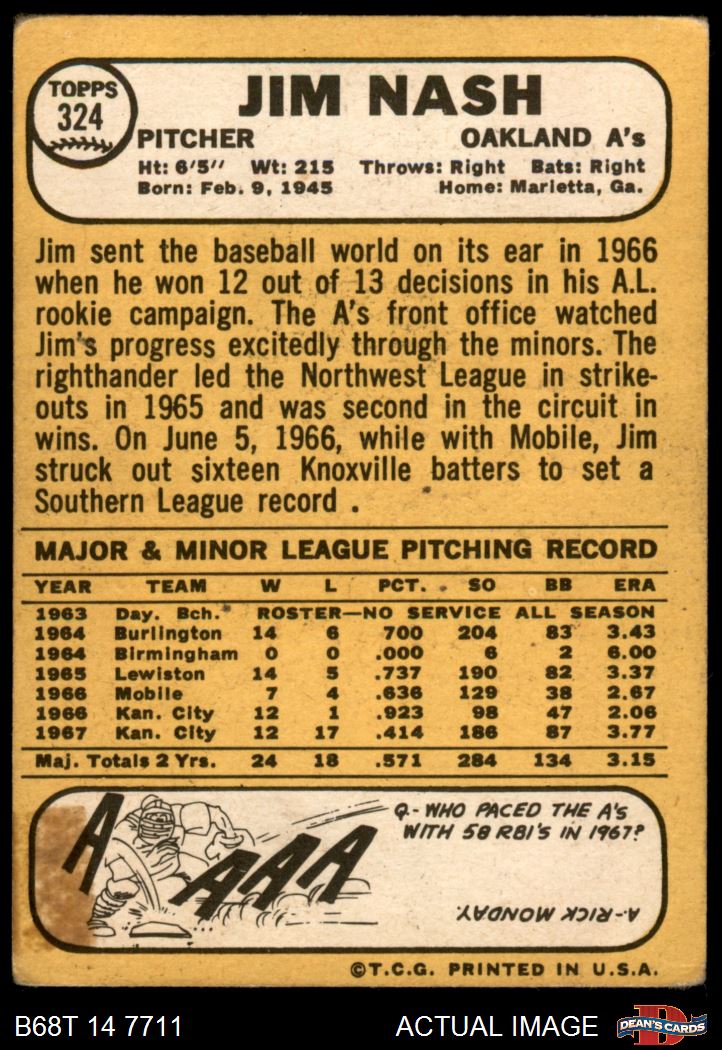 TOPPS
324
JIM NASH
PITCHER OAKLAND A's
Ht: 6'5" Wt: 215 Throws: Right Bats: Right
Born: Feb. 9, 1945 Home: Marietta, Ga.
Jim sent the baseball world on its ear in 1966
when he won 12 out of 13 decisions in his A.L.
rookie campaign. The A's front office watched
Jim's progress excitedly through the minors. The
righthander led the Northwest League in strike-
outs in 1965 and was second in the circuit in
wins. On June 5, 1966, while with Mobile, Jim
struck out sixteen Knoxville batters to set a
Southern League record .
MAJOR & MINOR LEAGUE PITCHING RECORD
YEAR TEAM W L PCT. SO BB ERA
1963 Day. Bch. ROSTER—NO SERVICE ALL SEASON
1964 Burlington 14 6 700 204 83 3.43
1964 Birmingham 0 0 .000 6 2 6.00
1965 Lewiston 14 5 .737 190 82 3.37
1966 Mobile 7 4 .636 129 38 2.67
1966 Kan. City 12 1 .923 98 47 2.06
1967 Kan. City 12 17 .414 186 87 3.77
Maj. Totals 2 Yrs. 24 18 .571 284 134 3.15
A AAA
Q-WHO PACED THE A'S
WITH 58 RBI'S IN 1967?
A-RICK MONDAY.
©T.C.G. PRINTED IN U.S.A.
B68T 14 7711 ACTUAL IMAGE D DEAN'S CARDS